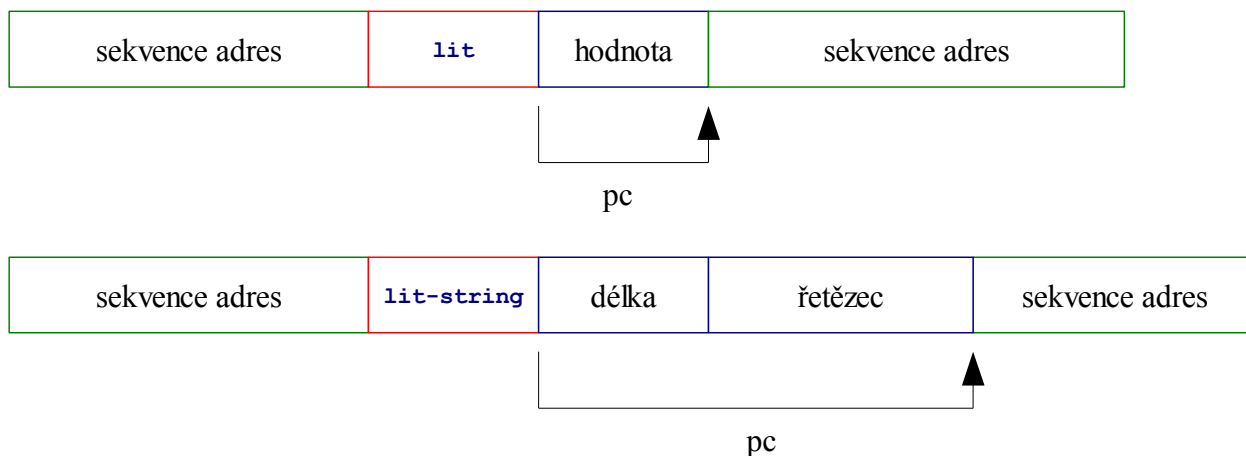 sekvence adres lit hodnota sekvence adres
pc
sekvence adres lit-string délka řetězec sekvence adres
pc